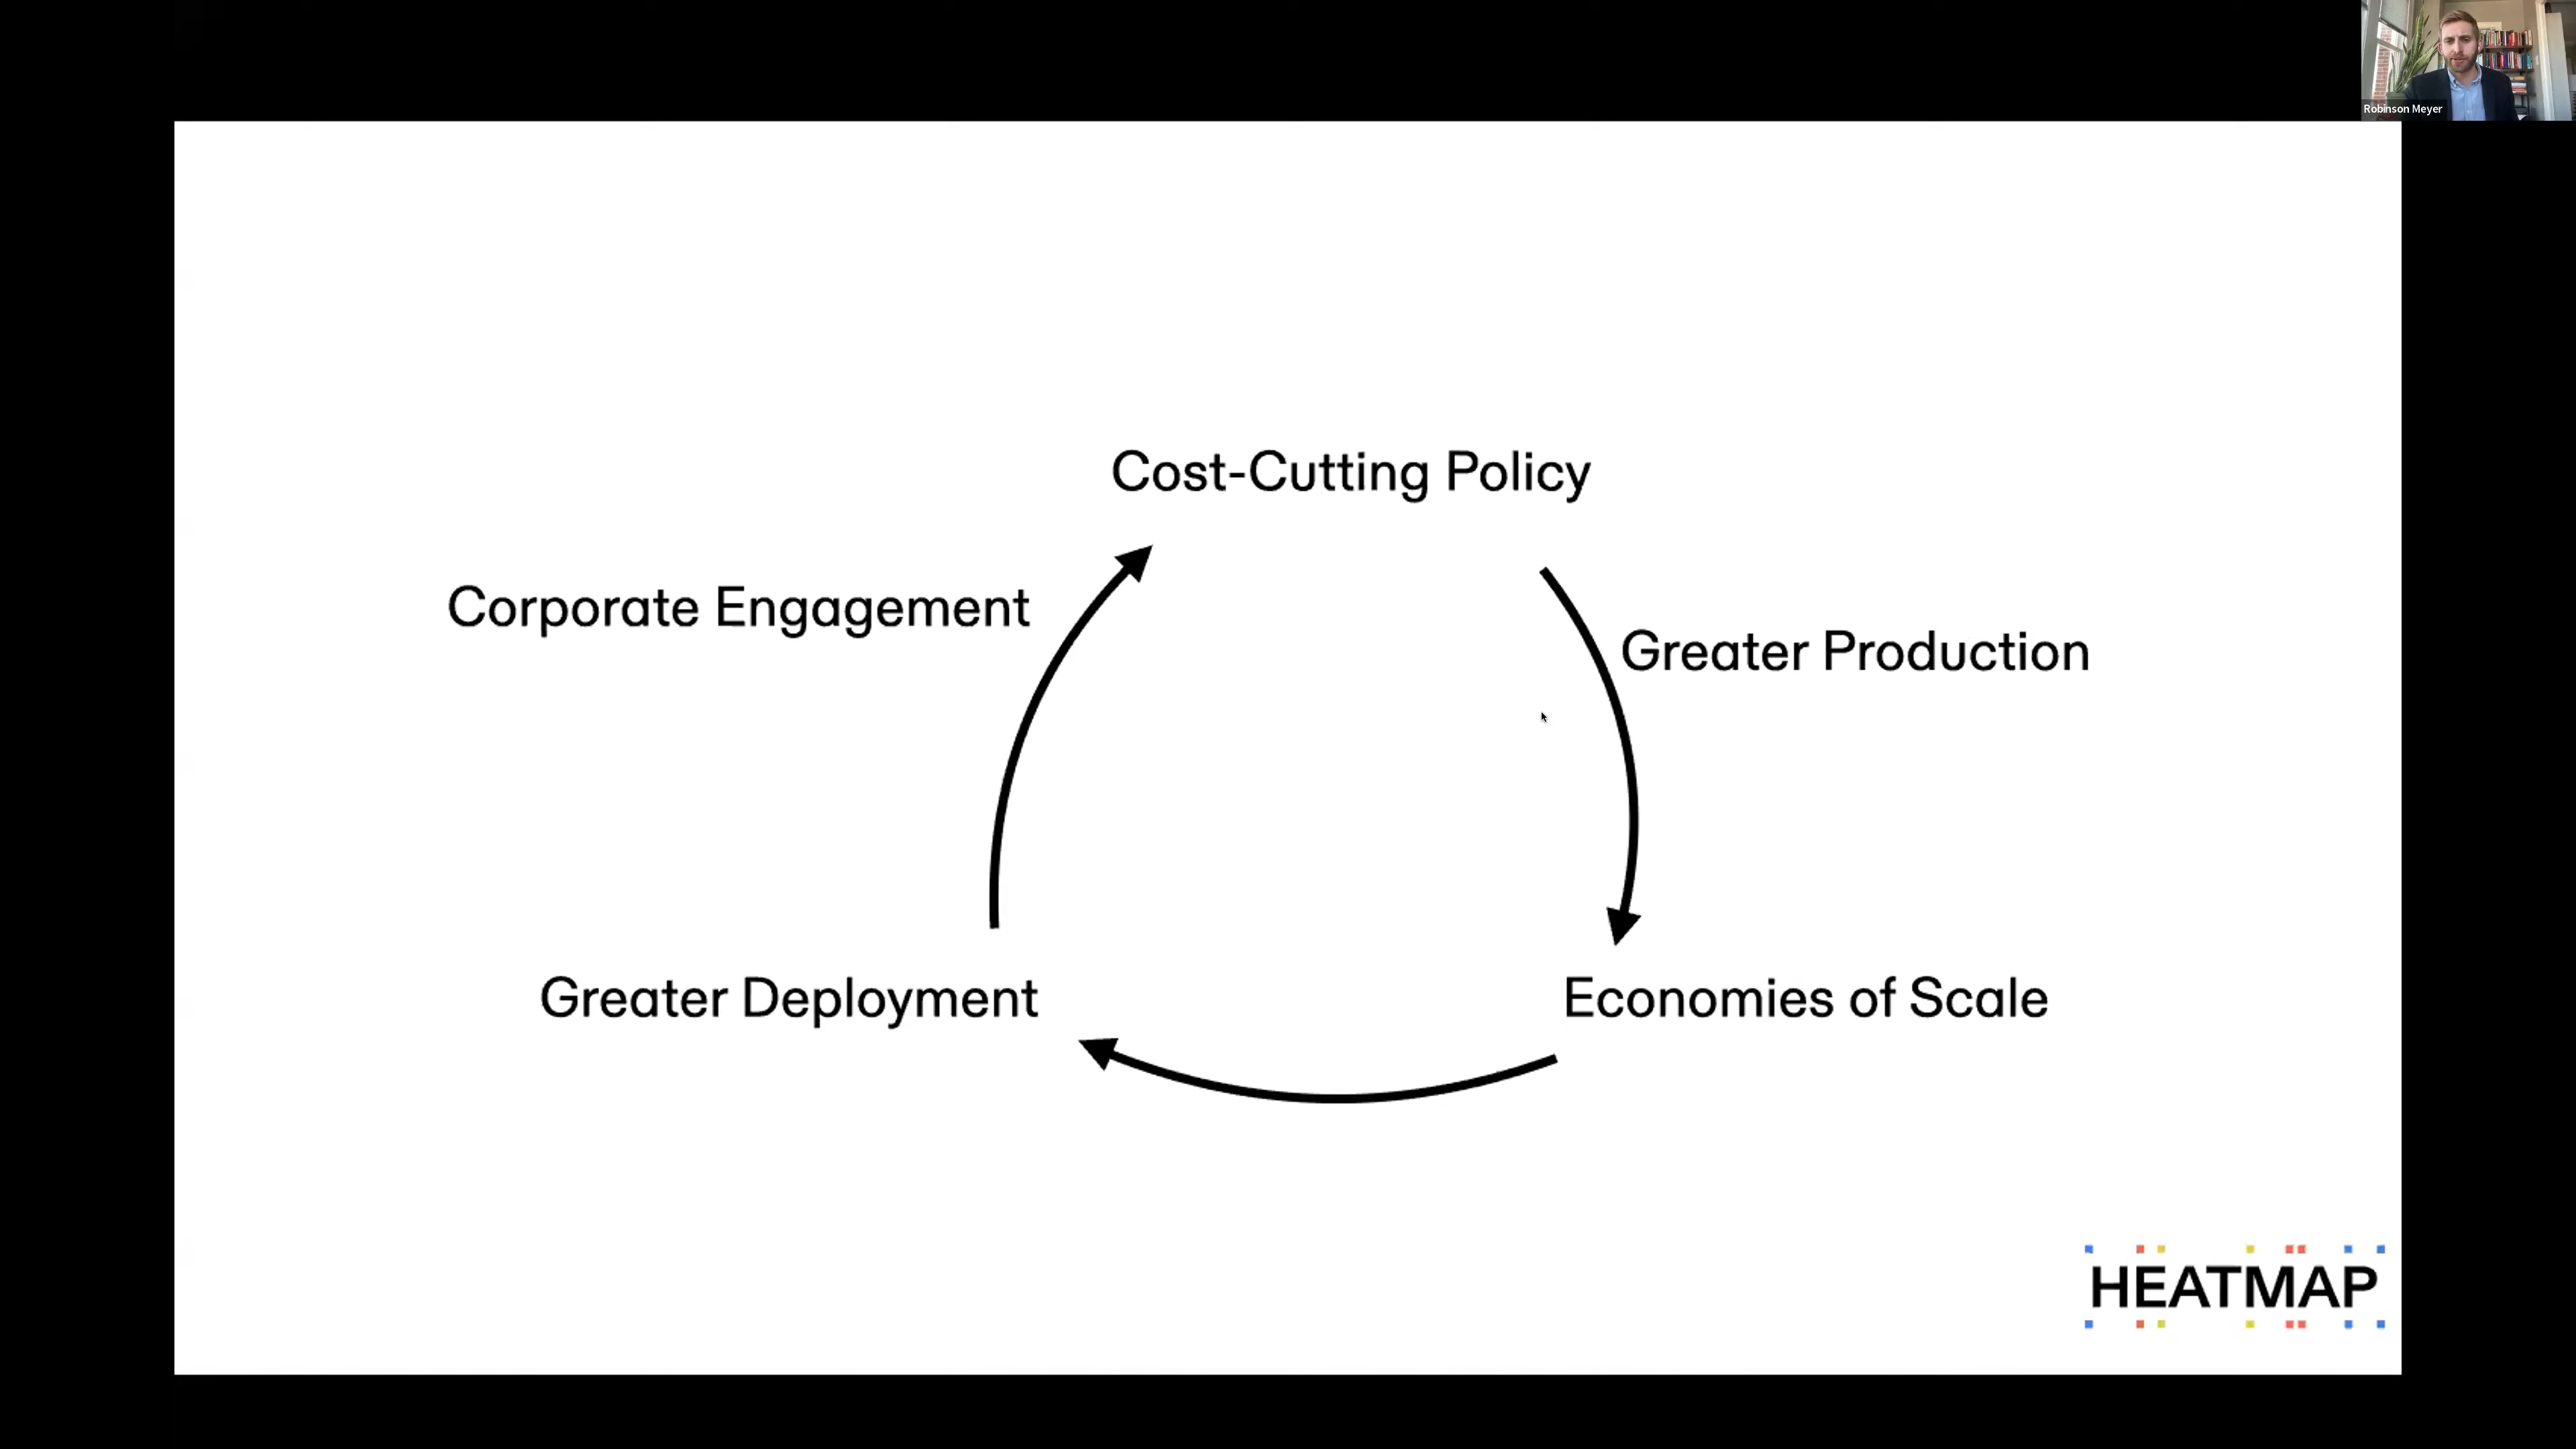 Robinson Meyer
Cost-Cutting Policy
Corporate Engagement
Greater Production
Greater Deployment
Economies of Scale
HEATMAP